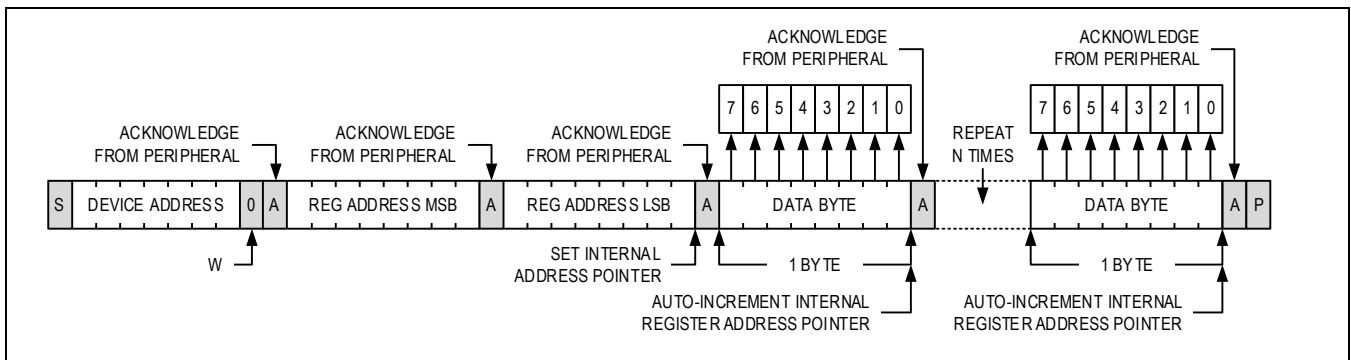 ACKNOWLEDGE
FROM PERIPHERAL
ACKNOWLEDGE
FROM PERIPHERAL
7 6 5 4 3 2 1 0
7 6 5 4 3 2 1 0
ACKNOWLEDGE
FROM PERIPHERAL
ACKNOWLEDGE
FROM PERIPHERAL
ACKNOWLEDGE
FROM PERIPHERAL
REPEAT
N TIMES
S DEVICE ADDRESS 0 A REG ADDRESS MSB A REG ADDRESS LSB A DATA BYTE A DATA BYTE A P
W
SET INTERNAL
ADDRESS POINTER
1 BYTE
1 BYTE
AUTO-INCREMENT INTERNAL
REGISTER ADDRESS POINTER
AUTO-INCREMENT INTERNAL
REGISTER ADDRESS POINTER